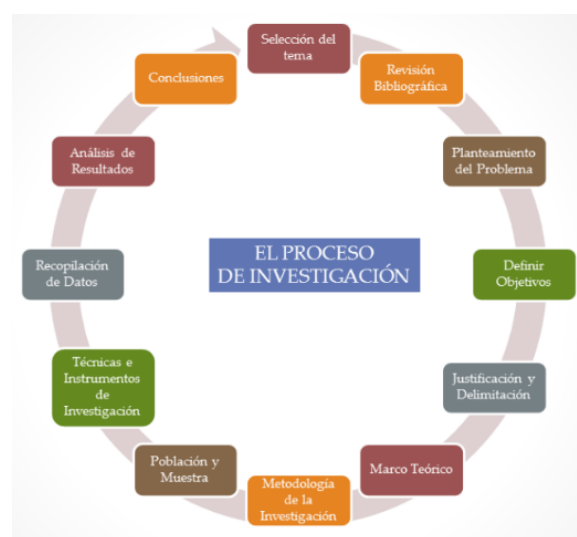 Selección del
tema
Revisión
Bibliográfica
Planteamiento
del Problema
Definir
Objetivos
Justificación y
Delimitación
Marco Teórico
Metodología
de la
Investigación
Población y
Muestra
Técnicas e
Instrumentos
de
Investigación
Recopilación
de Datos
Análisis de
Resultados
Conclusiones
EL PROCESO
DE INVESTIGACIÓN